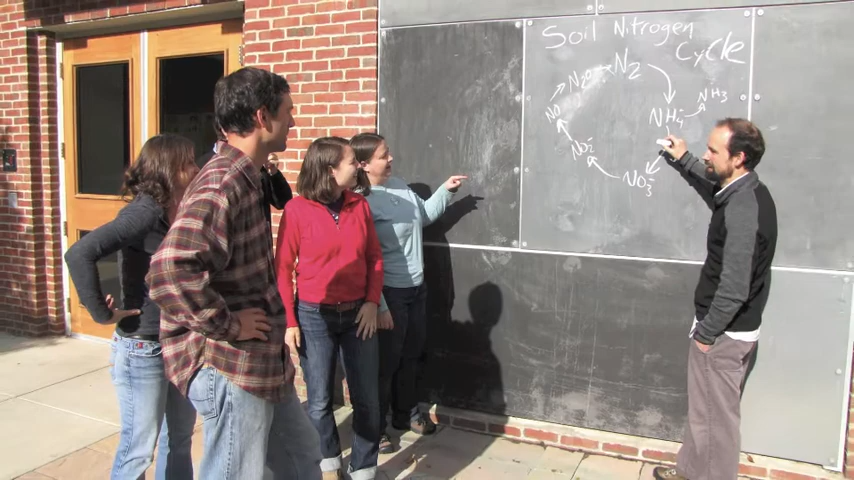 Soil Nitrogen
Cycle
N₂O
N₂
NH₃
NO
NH₄⁻
NO₂⁻
NO₃⁻